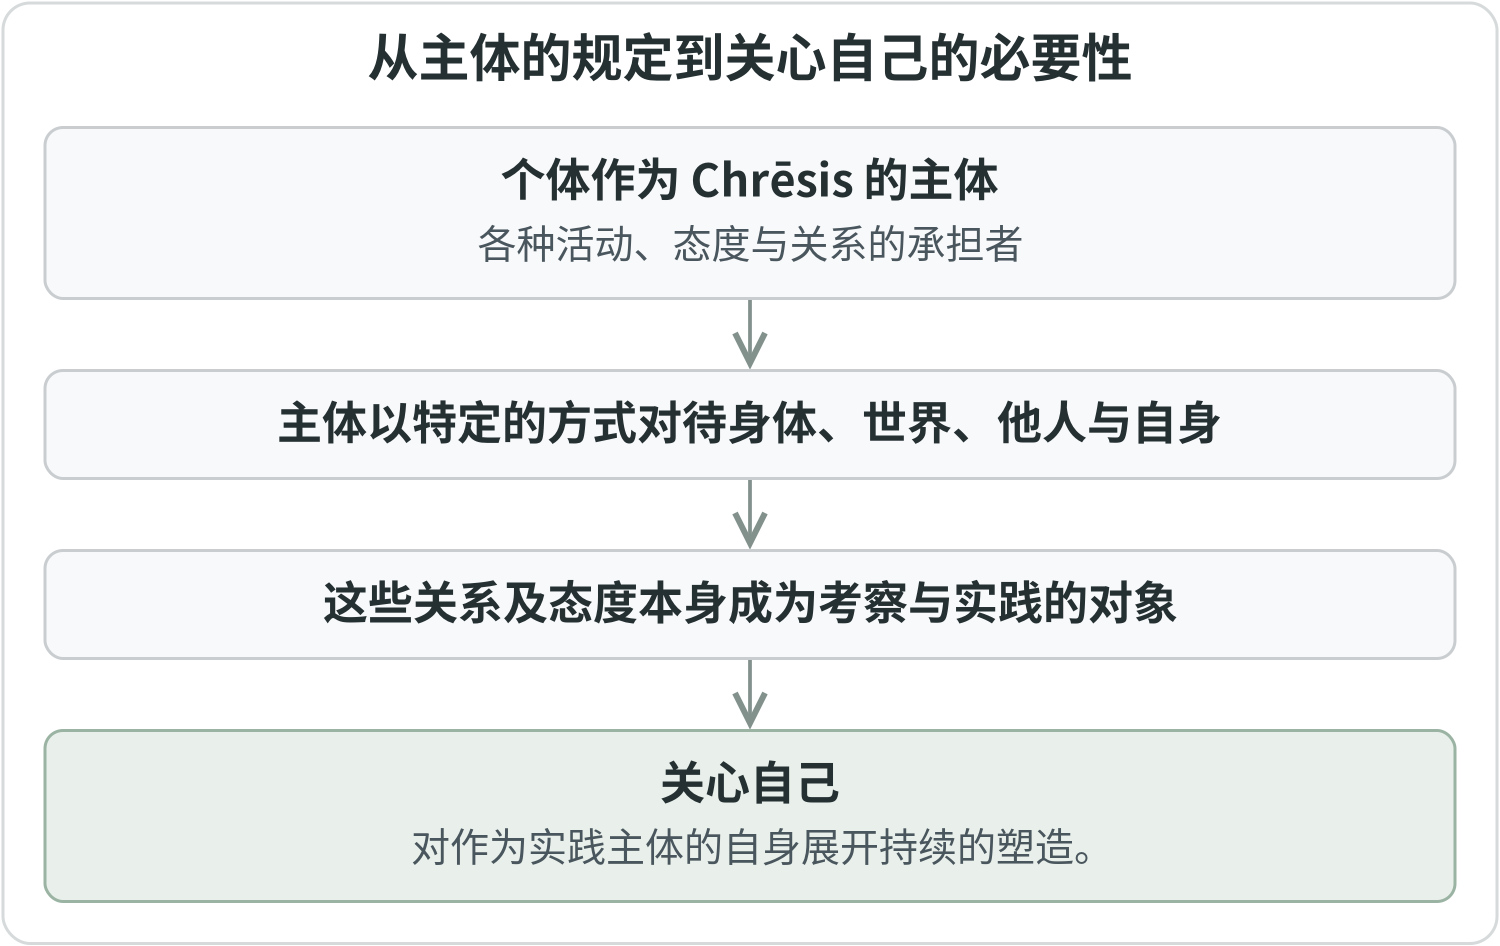 从主体的规定到关心自己的必要性
个体作为 Chrēsis 的主体
各种活动、态度与关系的承担者
主体以特定的方式对待身体、世界、他人与自身
这些关系及态度本身成为考察与实践的对象
关心自己
对作为实践主体的自身展开持续的塑造。